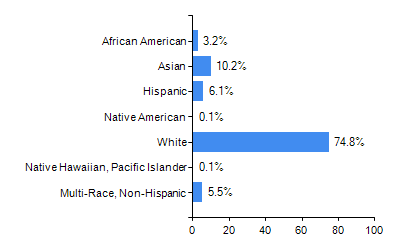 African American 3.2%
Asian 10.2%
Hispanic 6.1%
Native American 0.1%
White 74.8%
Native Hawaiian, Pacific Islander 0.1%
Multi-Race, Non-Hispanic 5.5%
0 20 40 60 80 100